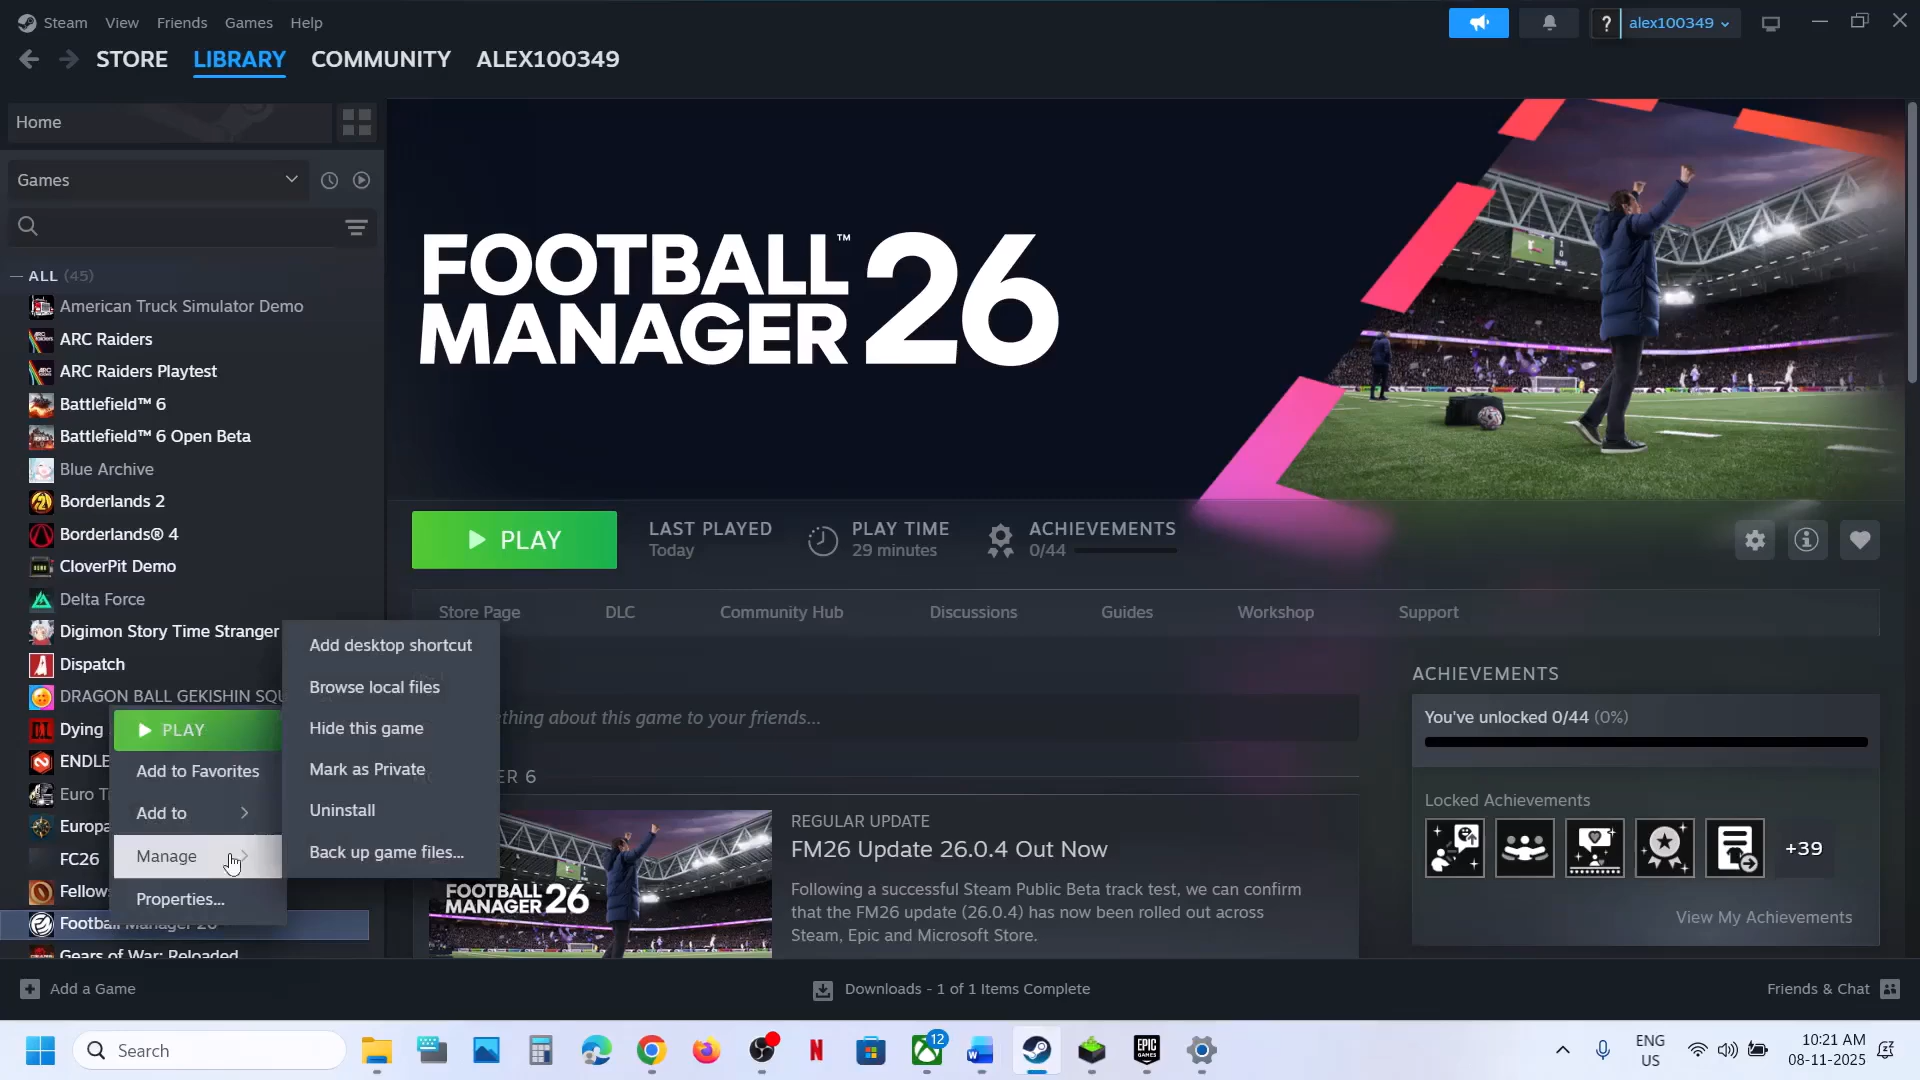 Steam View Friends Games Help
alex100349
STORE LIBRARY COMMUNITY ALEX100349
Home
Games
ALL (45)
American Truck Simulator Demo
ARC Raiders
ARC Raiders Playtest
Battlefield™ 6
Battlefield™ 6 Open Beta
Blue Archive
Borderlands 2
Borderlands® 4
CloverPit Demo
Delta Force
Digimon Story Time Stranger
Dispatch
DRAGON BALL GEKISHIN SQU
Dying
ENDLE
Euro T
Europa
FC26
Fellow
Football Manager 26
Gears of War: Reloaded
PLAY
Add to Favorites
Add to
Manage
Properties...
Add desktop shortcut
Browse local files
Hide this game
Mark as Private
Uninstall
Back up game files...
FOOTBALL™
MANAGER 26
PLAY
LAST PLAYED
Today
PLAY TIME
29 minutes
ACHIEVEMENTS
0/44
Store Page DLC Community Hub Discussions Guides Workshop Support
thing about this game to your friends...
ER 6
FOOTBALL
MANAGER 26
REGULAR UPDATE
FM26 Update 26.0.4 Out Now
Following a successful Steam Public Beta track test, we can confirm
that the FM26 update (26.0.4) has now been rolled out across
Steam, Epic and Microsoft Store.
ACHIEVEMENTS
You've unlocked 0/44 (0%)
Locked Achievements
+39
View My Achievements
Add a Game
Downloads - 1 of 1 Items Complete
Friends & Chat
Search
12
EPIC
GAMES
ENG
US
10:21 AM
08-11-2025